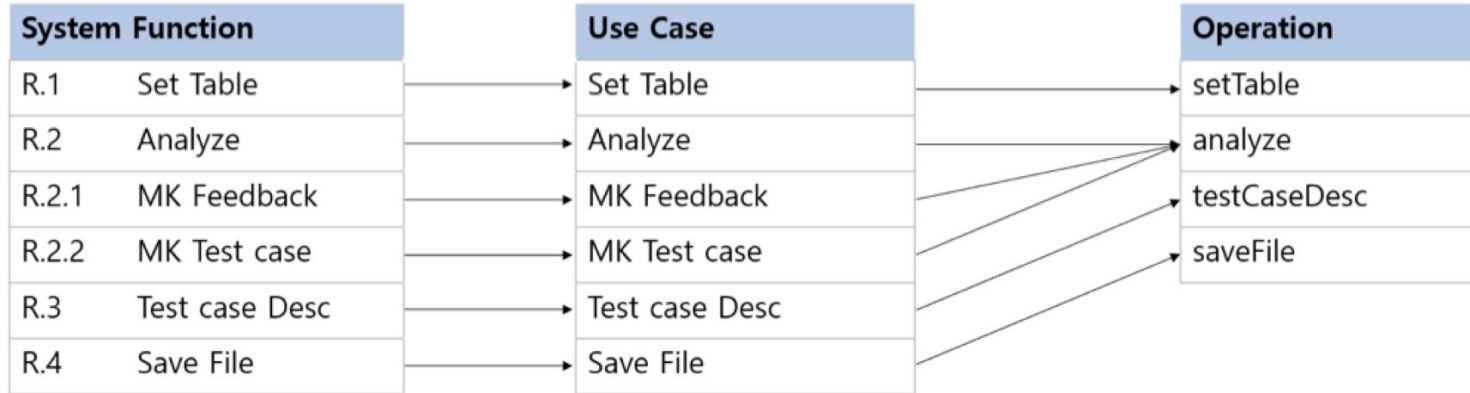 System Function
R.1 Set Table
R.2 Analyze
R.2.1 MK Feedback
R.2.2 MK Test case
R.3 Test case Desc
R.4 Save File
Use Case
Set Table
Analyze
MK Feedback
MK Test case
Test case Desc
Save File
Operation
setTable
analyze
testCaseDesc
saveFile